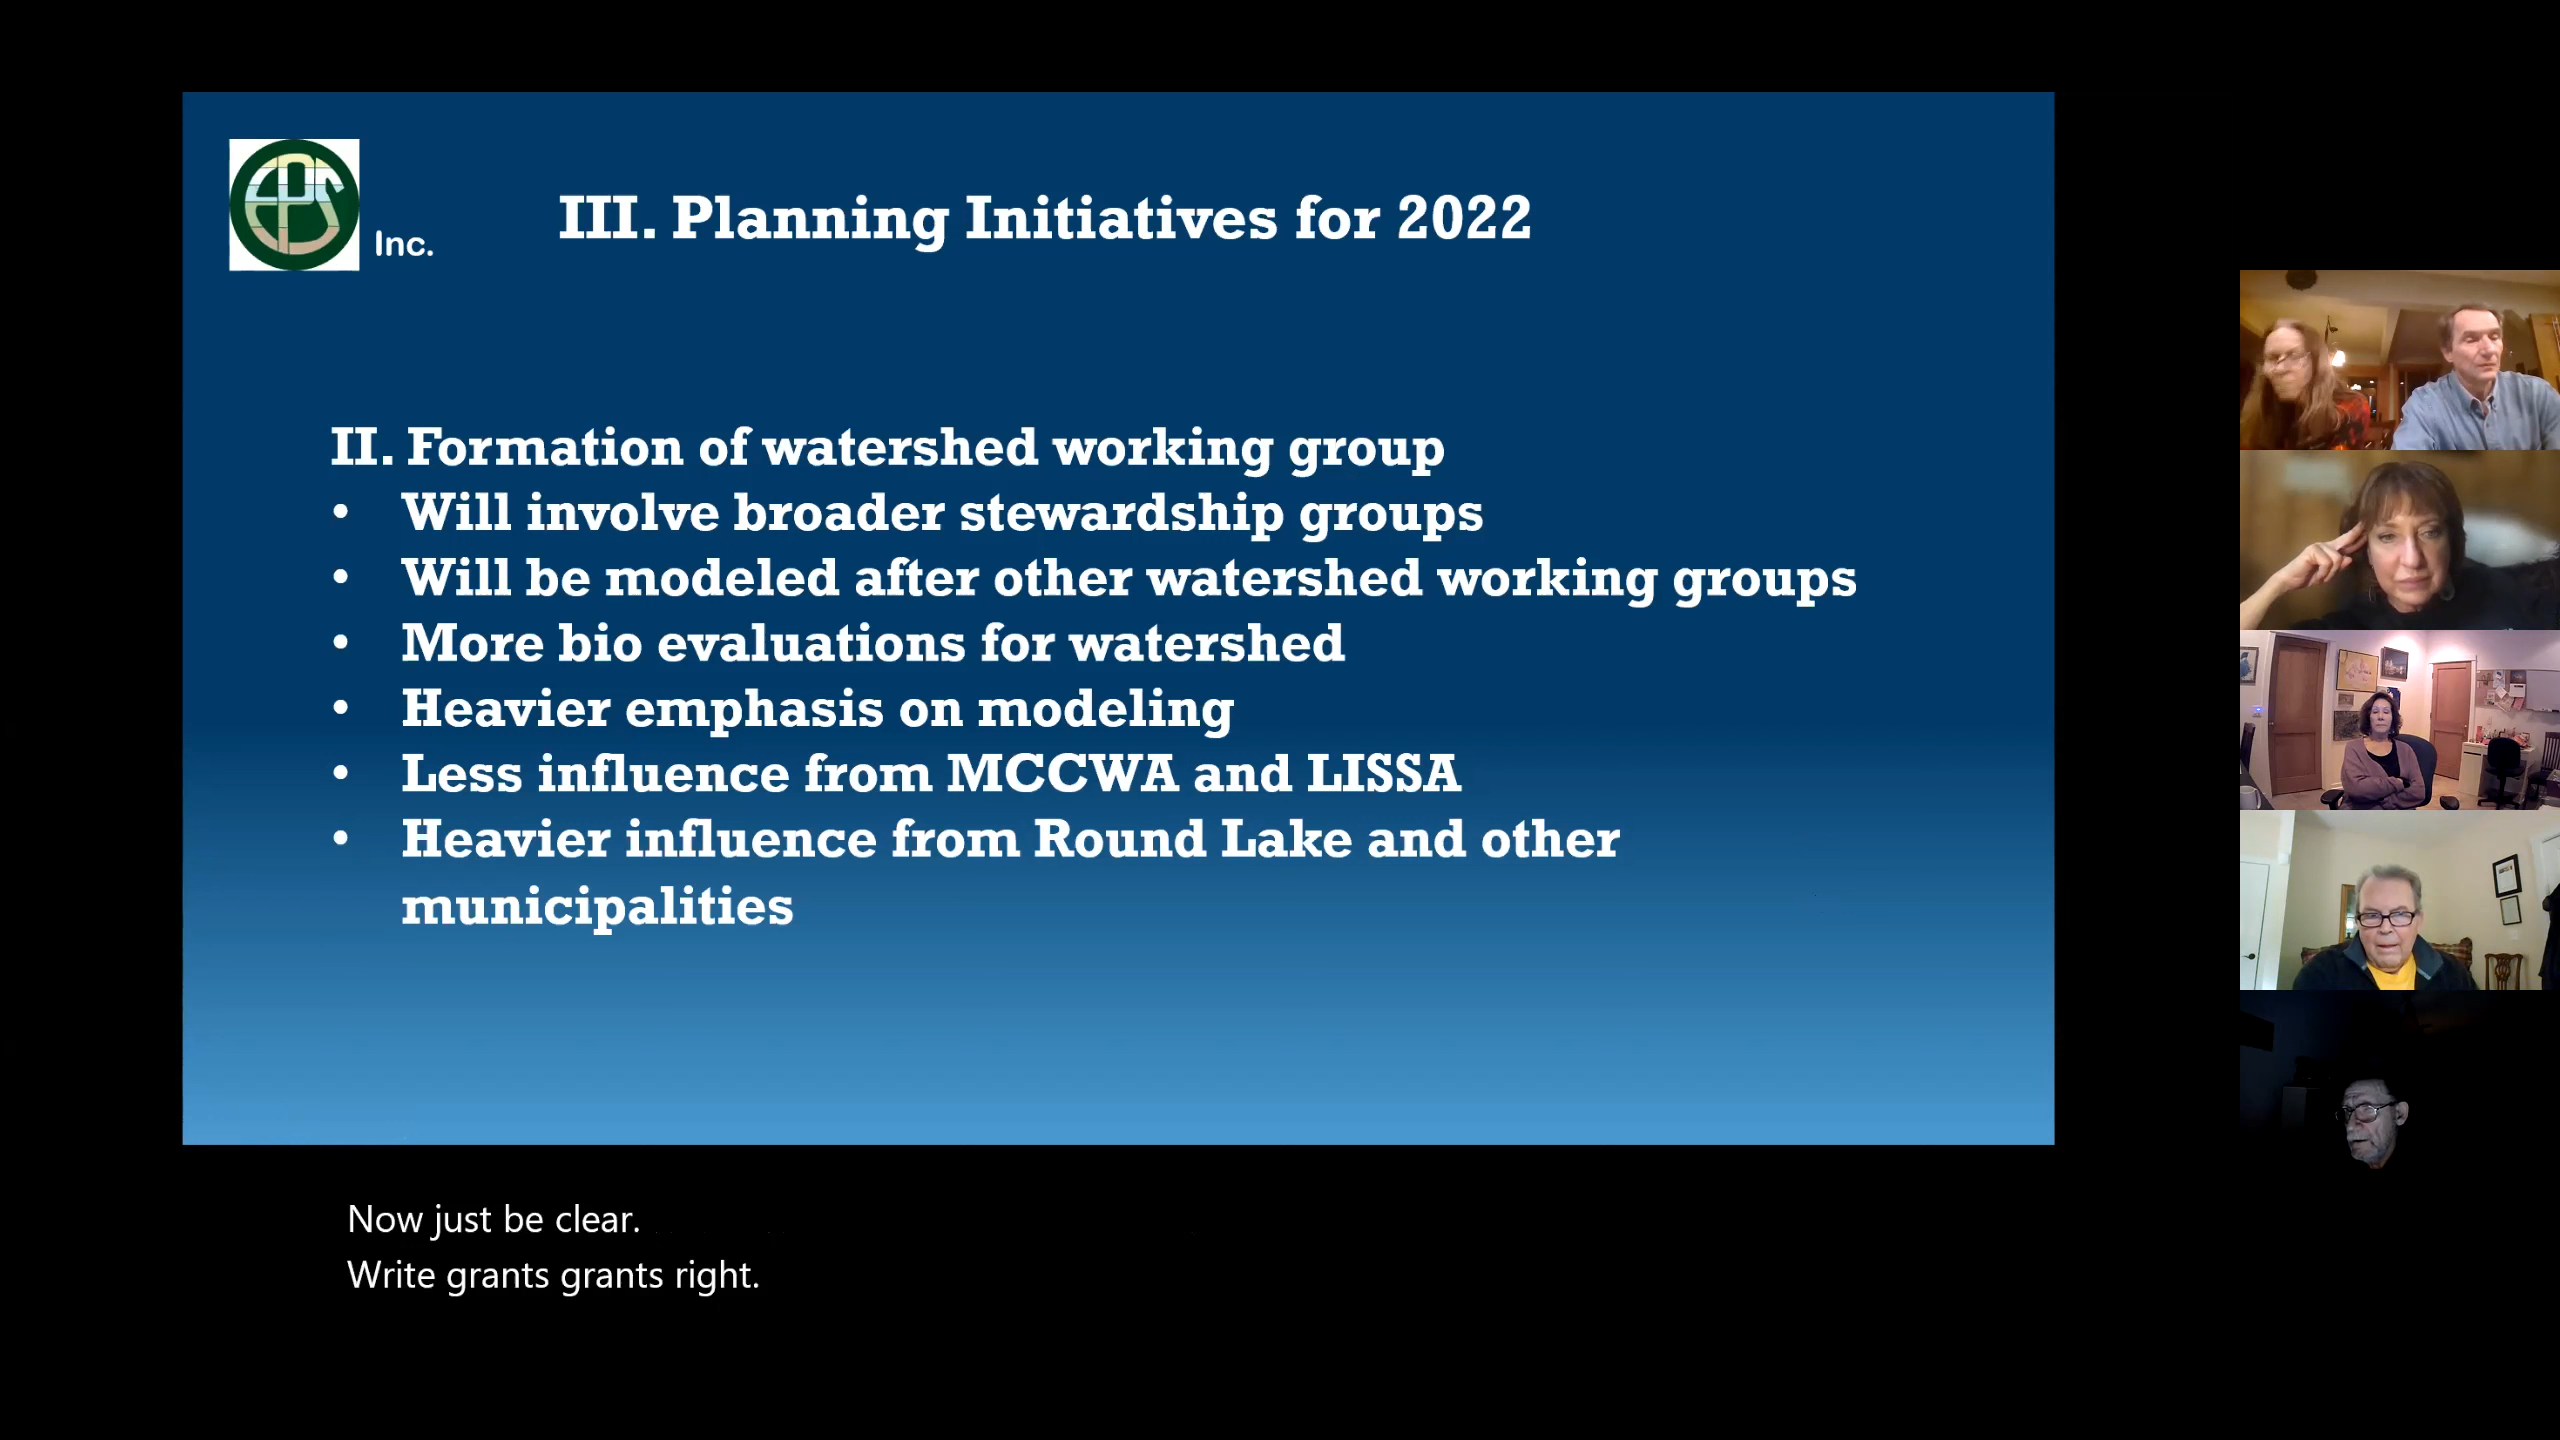 EPS
Inc.
III. Planning Initiatives for 2022
II. Formation of watershed working group
• Will involve broader stewardship groups
• Will be modeled after other watershed working groups
• More bio evaluations for watershed
• Heavier emphasis on modeling
• Less influence from MCCWA and LISSA
• Heavier influence from Round Lake and other
municipalities
Now just be clear.
Write grants grants right.